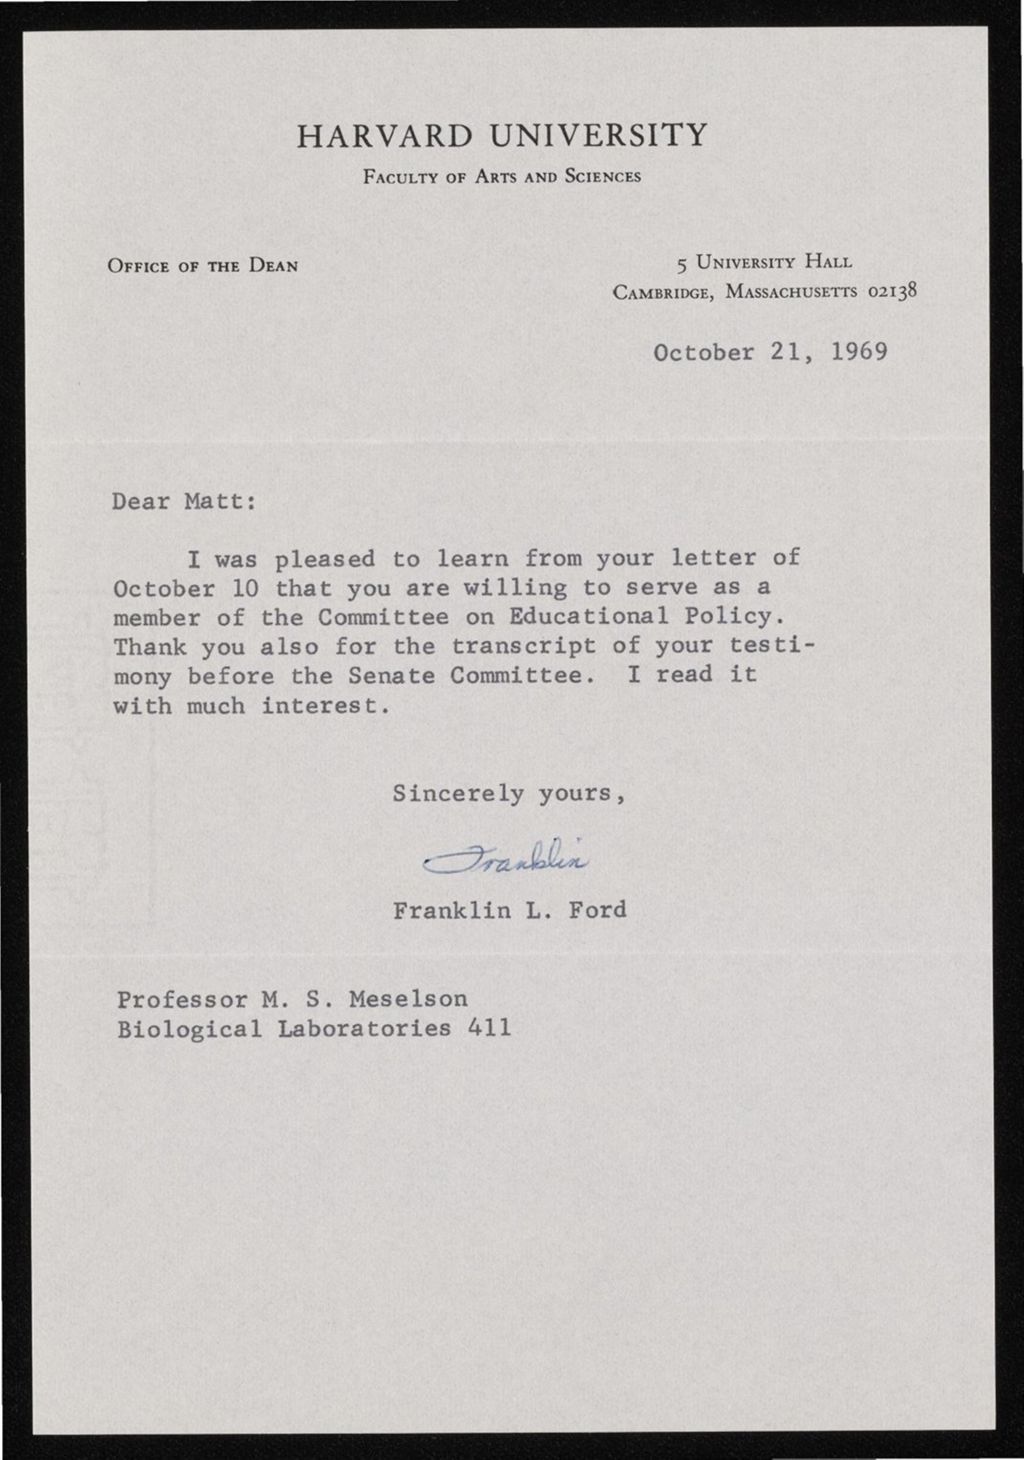 HARVARD UNIVERSITY
FACULTY OF ARTS AND SCIENCES
OFFICE OF THE DEAN
5 UNIVERSITY HALL
CAMBRIDGE, MASSACHUSETTS 02138
October 21, 1969
Dear Matt:
I was pleased to learn from your letter of
October 10 that you are willing to serve as a
member of the Committee on Educational Policy.
Thank you also for the transcript of your testi-
mony before the Senate Committee. I read it
with much interest.
Sincerely yours,
Franklin
Franklin L. Ford
Professor M. S. Meselson
Biological Laboratories 411